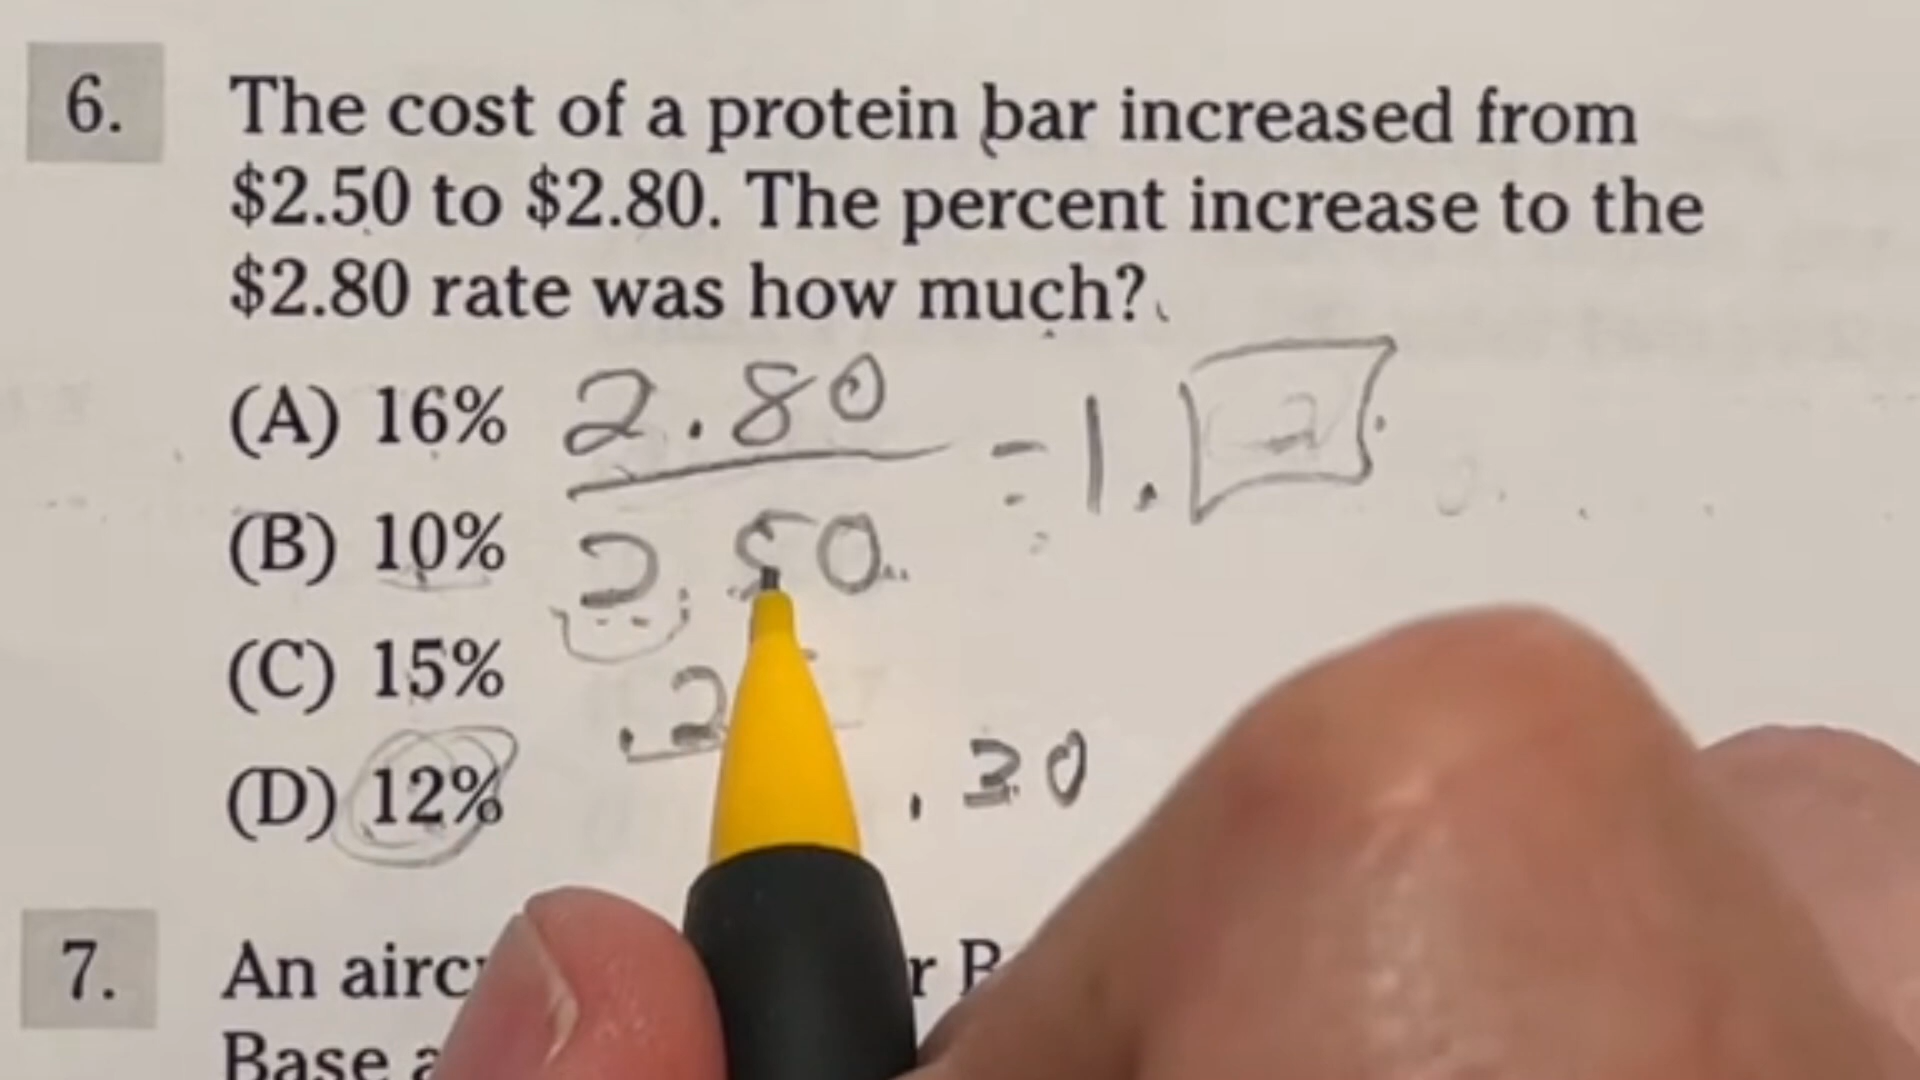 6. The cost of a protein bar increased from
$2.50 to $2.80. The percent increase to the
$2.80 rate was how much?
(A) 16%
2.80
= 1.
(B) 10%
2.50
(C) 15%
.2
(D) 12%
.30
7. An
Base